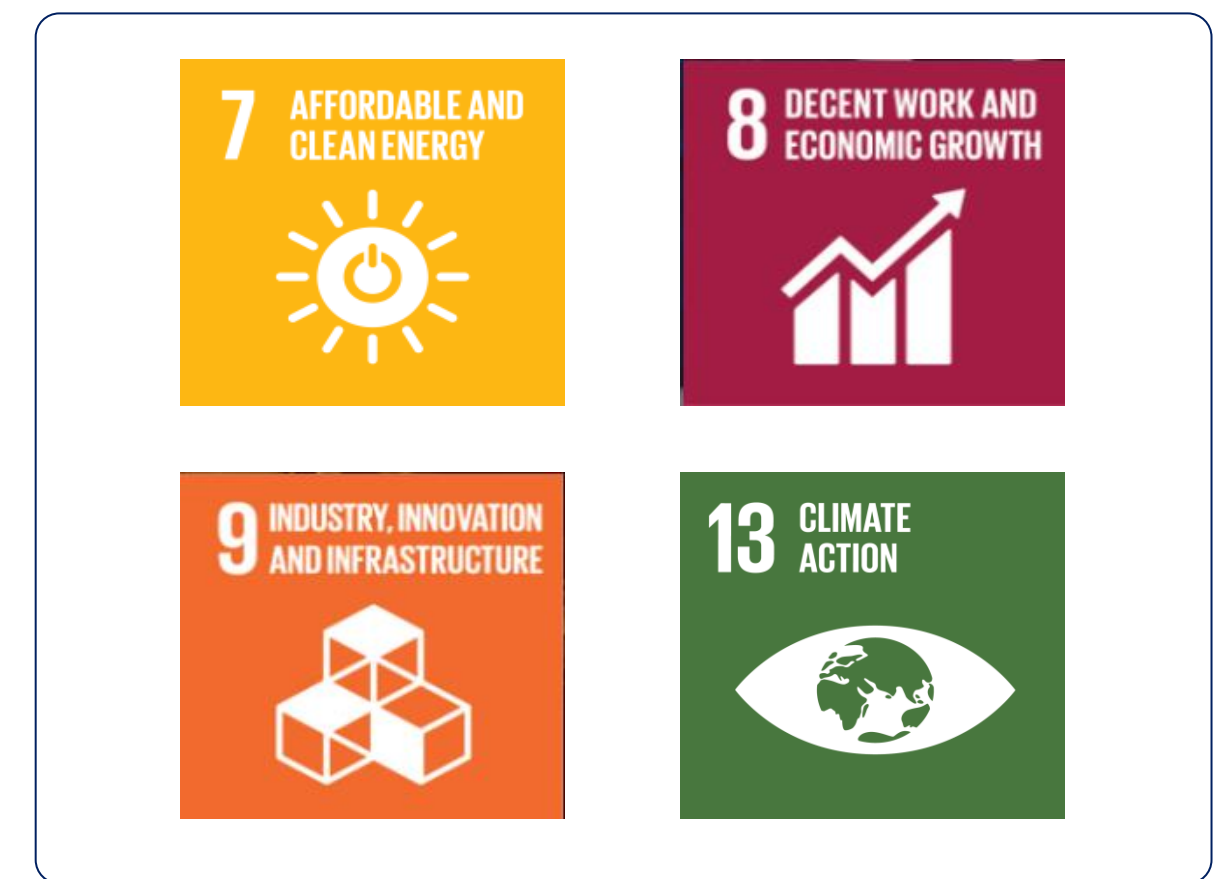 7 AFFORDABLE AND
CLEAN ENERGY
8 DECENT WORK AND
ECONOMIC GROWTH
9 INDUSTRY, INNOVATION
AND INFRASTRUCTURE
13 CLIMATE
ACTION